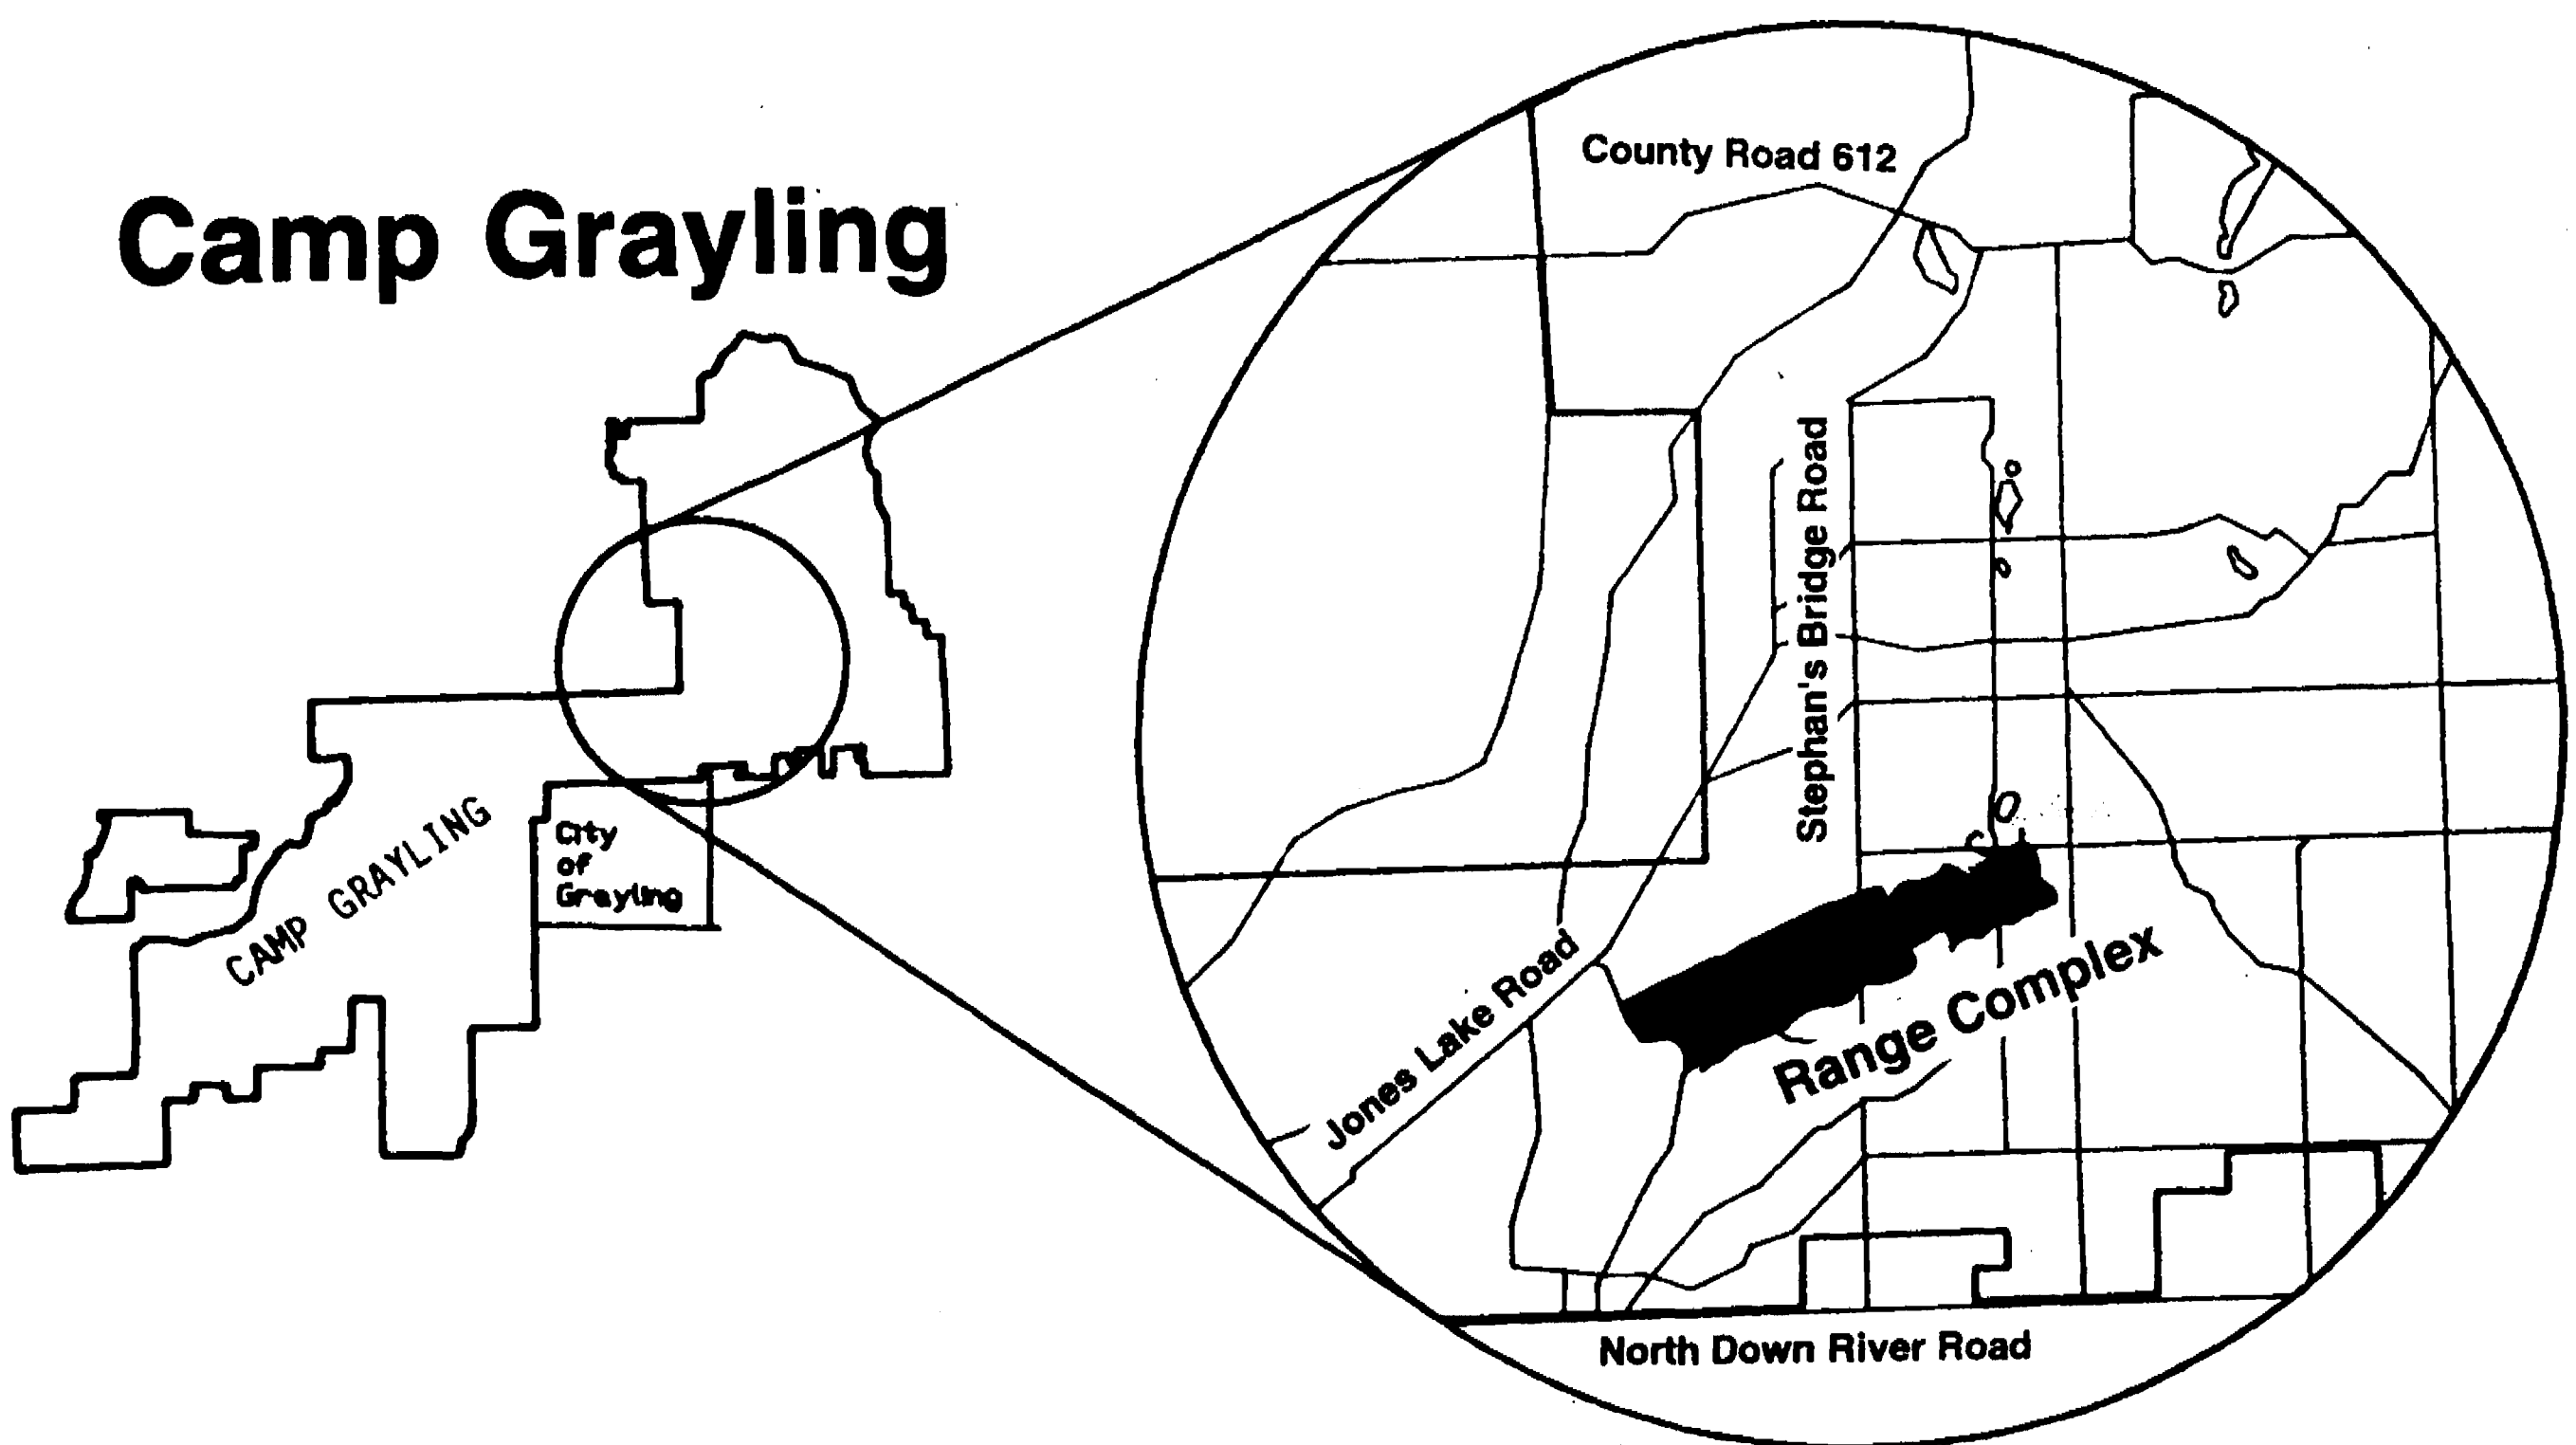 Camp Grayling
County Road 612
Stephan's Bridge Road
City
of
Grayling
CAMP GRAYLING
Jones Lake Road
Range Complex
North Down River Road